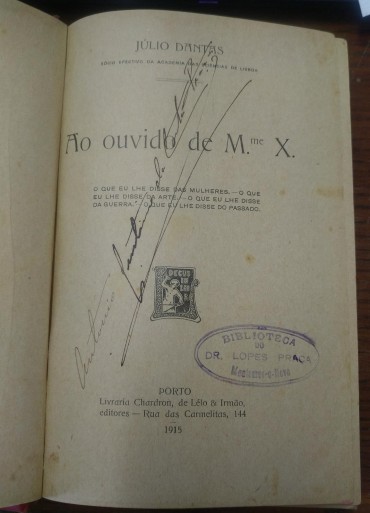 JÚLIO DANTAS
SÓCIO EFECTIVO DA ACADEMIA DAS SCIENCIAS DE LISBOA
Ao ouvido de M.me X.
O QUE EU LHE DISSE DAS MULHERES.—O QUE
EU LHE DISSE DA ARTE.—O QUE EU LHE DISSE
DA GUERRA.—O QUE EU LHE DISSE DO PASSADO.
António
DECUS
IN LABORE
BIBLIOTECA
DO
DR. LOPES PRAÇA
Montemor-o-Novo
PORTO
Livraria Chardron, de Lélo & Irmão,
editores — Rua das Carmelitas, 144
1915